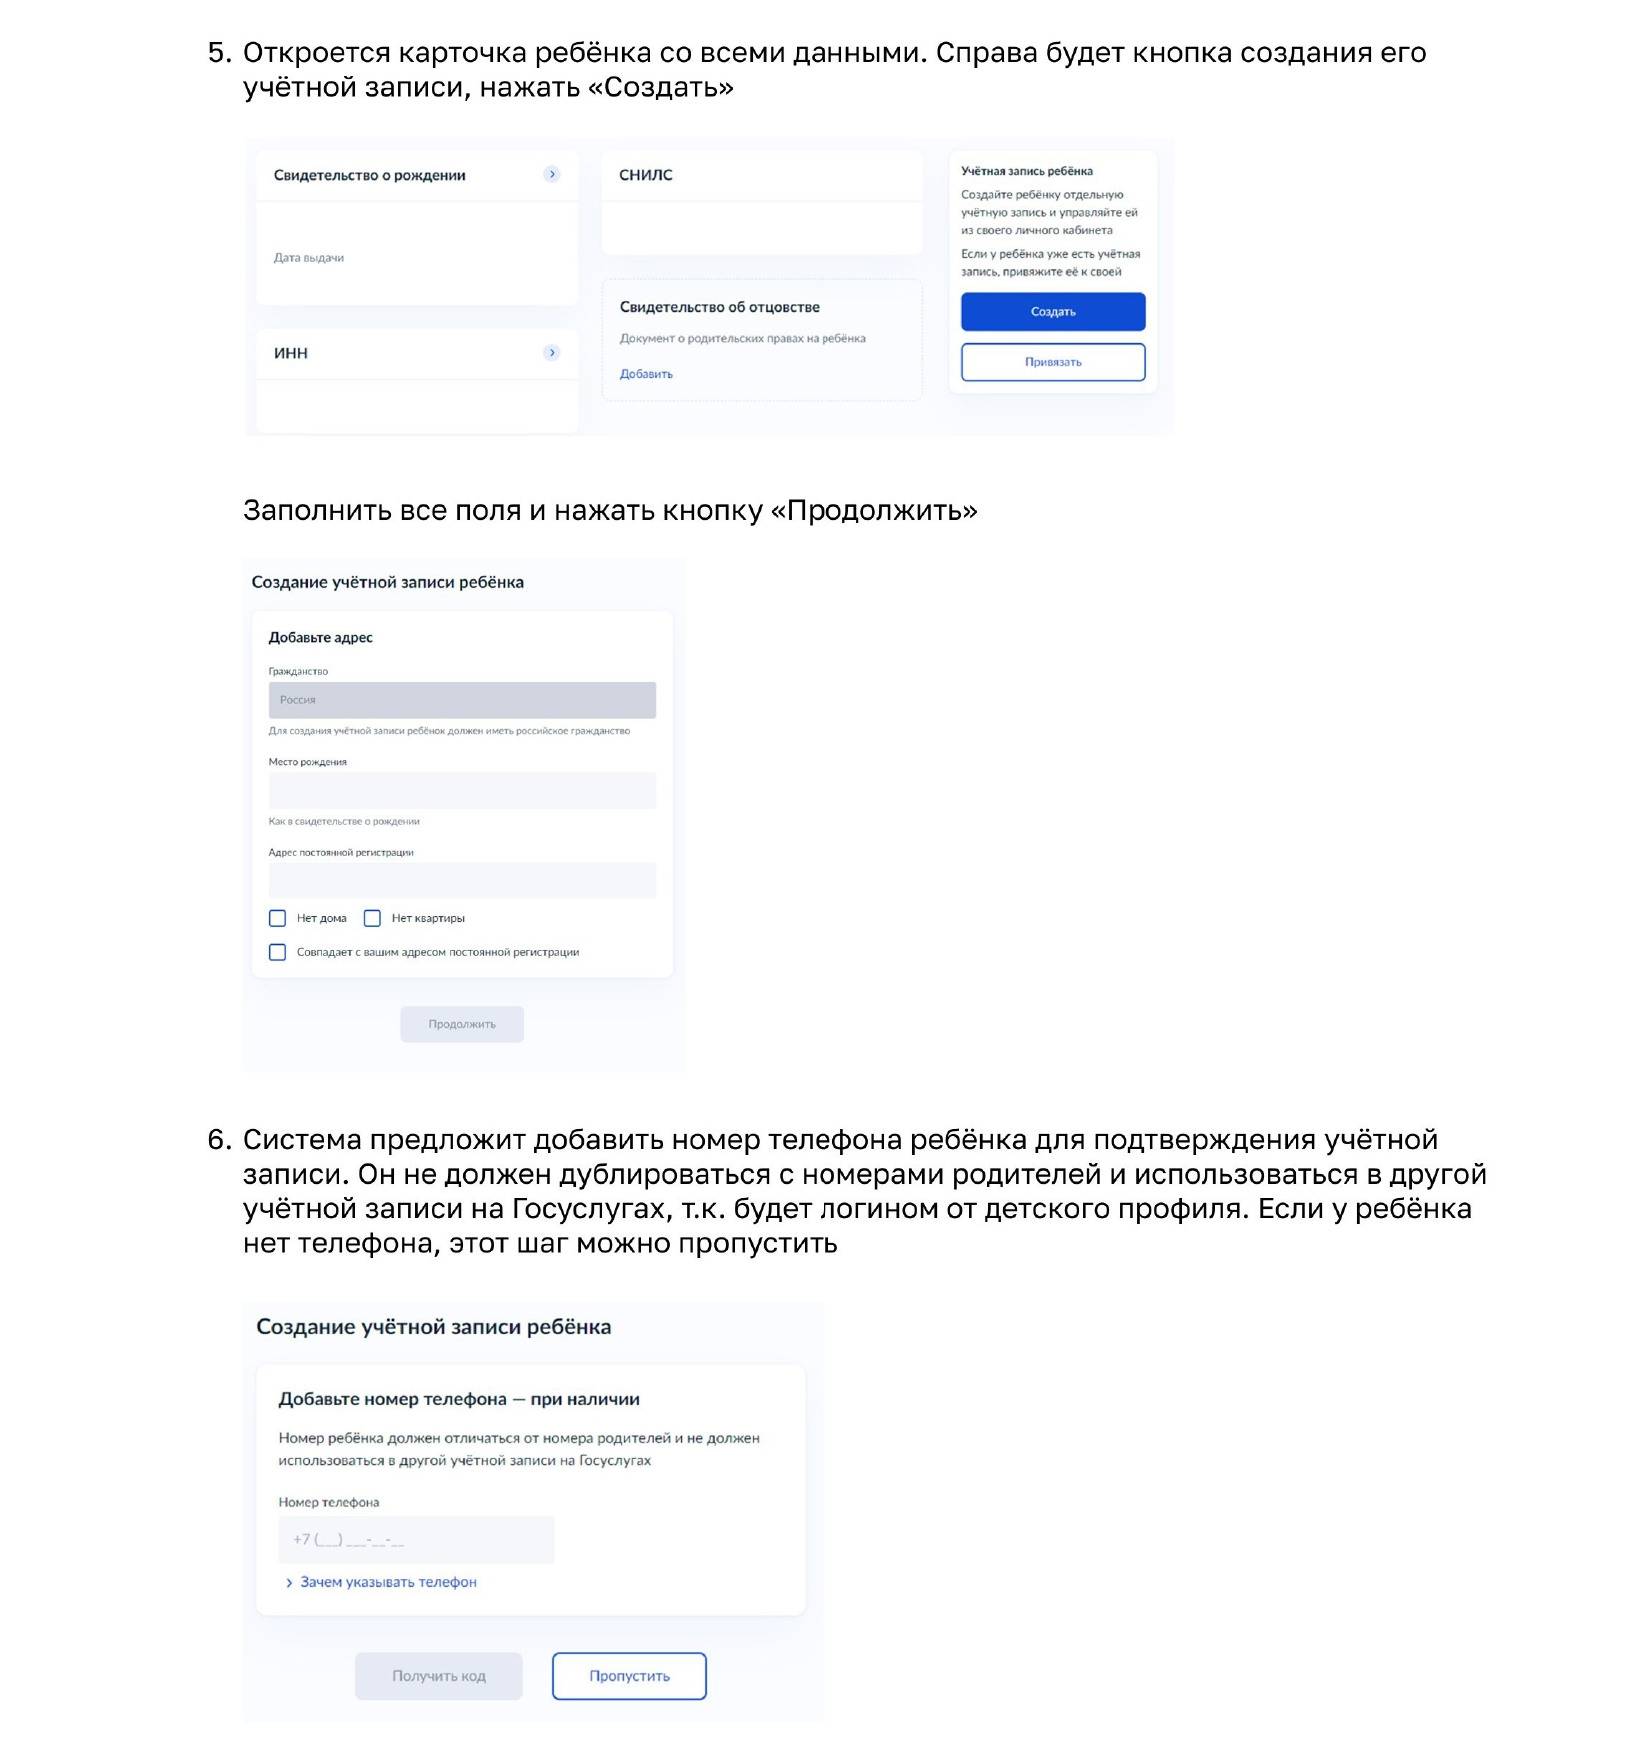 5. Откроется карточка ребёнка со всеми данными. Справа будет кнопка создания его
учётной записи, нажать «Создать»
Свидетельство о рождении
Дата выдачи
ИНН
СНИЛС
Свидетельство об отцовстве
Документ о родительских правах на ребёнка
Добавить
Учётная запись ребёнка
Создайте ребёнку отдельную
учётную запись и управляйте ей
из своего личного кабинета
Если у ребёнка уже есть учётная
запись, привяжите её к своей
Создать
Привязать
Заполнить все поля и нажать кнопку «Продолжить»
Создание учётной записи ребёнка
Добавьте адрес
Гражданство
Россия
Для создания учётной записи ребёнок должен иметь российское гражданство
Место рождения
Как в свидетельстве о рождении
Адрес постоянной регистрации
Нет дома Нет квартиры
Совпадает с вашим адресом постоянной регистрации
Продолжить
6. Система предложит добавить номер телефона ребёнка для подтверждения учётной
записи. Он не должен дублироваться с номерами родителей и использоваться в другой
учётной записи на Госуслугах, т.к. будет логином от детского профиля. Если у ребёнка
нет телефона, этот шаг можно пропустить
Создание учётной записи ребёнка
Добавьте номер телефона — при наличии
Номер ребёнка должен отличаться от номера родителей и не должен
использоваться в другой учётной записи на Госуслугах
Номер телефона
+7 (___) ___-__-__
Зачем указывать телефон
Получить код Пропустить